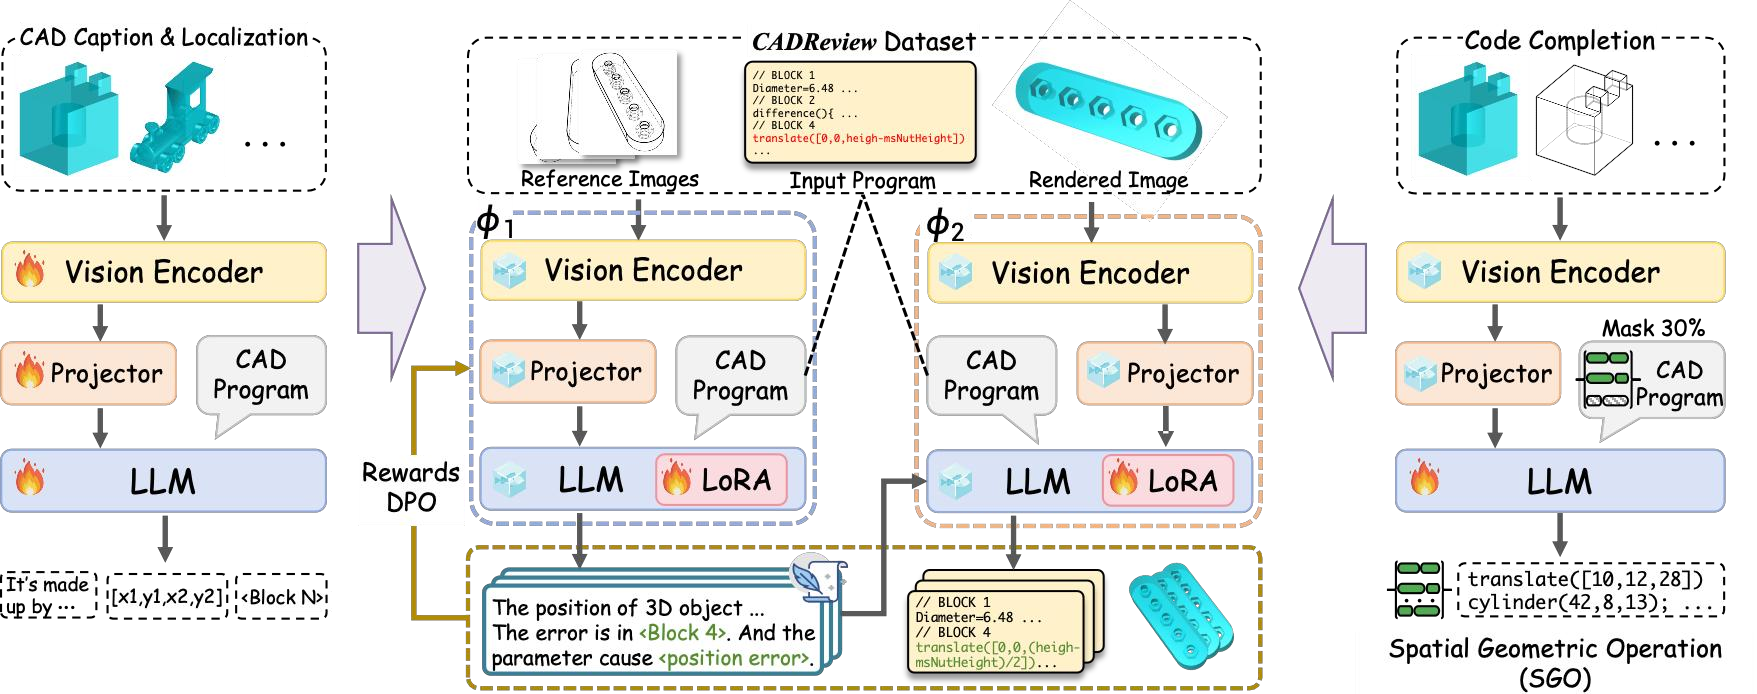 CAD Caption & Localization
. . .
Vision Encoder
Projector
CAD
Program
LLM
It's made
up by ...
[x1,y1,x2,y2]
<Block N>
CADReview Dataset
// BLOCK 1
Diameter=6.48 ...
// BLOCK 2
difference(){ ...
// BLOCK 4
translate([0,0,heigh-msNutHeight])
...
Reference Images
Input Program
Rendered Image
ϕ1
Vision Encoder
Projector
CAD
Program
LLM
LoRA
Rewards
DPO
ϕ2
Vision Encoder
CAD
Program
Projector
LLM
LoRA
The position of 3D object ...
The error is in <Block 4>. And the
parameter cause <position error>.
// BLOCK 1
Diameter=6.48 ...
// BLOCK 4
translate([0,0,(heigh-
msNutHeight)/2])...
Code Completion
. . .
Vision Encoder
Mask 30%
Projector
CAD
Program
LLM
translate([10,12,28])
cylinder(42,8,13); ...
Spatial Geometric Operation
(SGO)